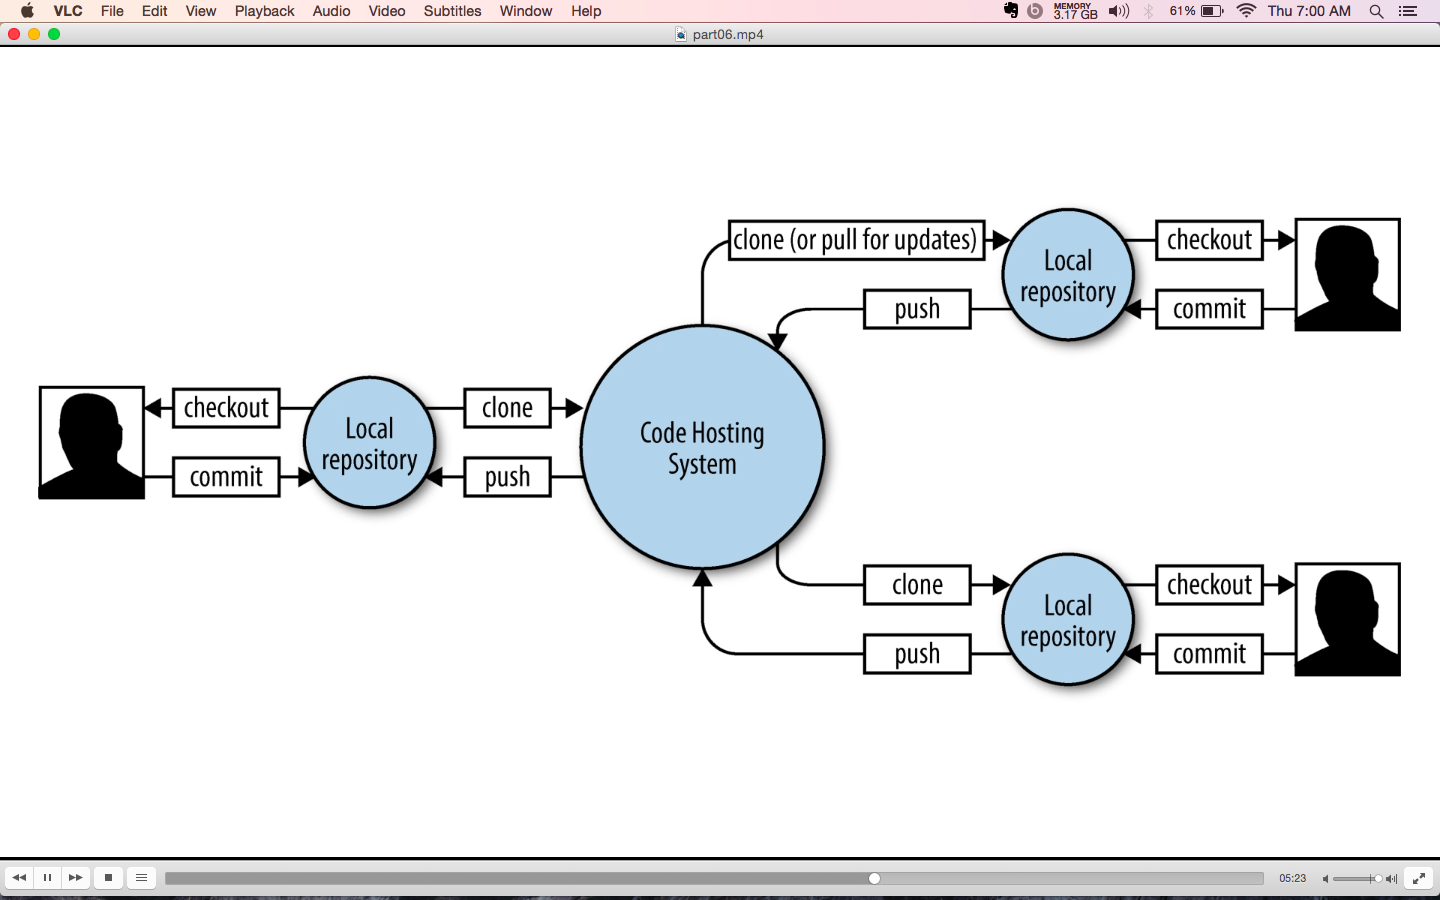 VLC File Edit View Playback Audio Video Subtitles Window Help MEMORY 3.17 GB 61% Thu 7:00 AM
part06.mp4
clone (or pull for updates)
Local
repository
checkout
push
commit
checkout
commit
Local
repository
clone
push
Code Hosting
System
clone
push
Local
repository
checkout
commit
05:23